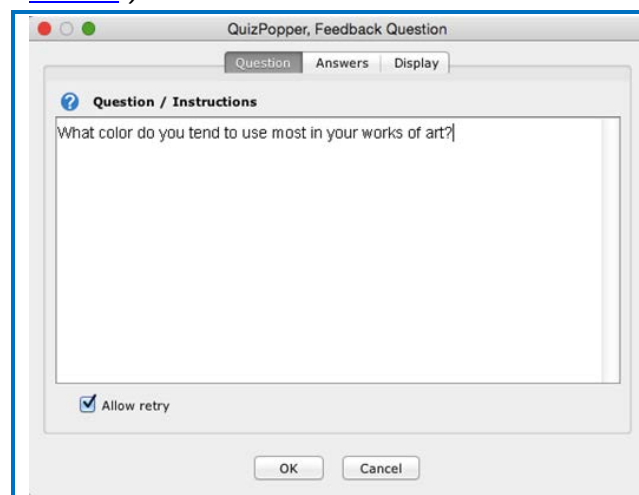 QuizPopper, Feedback Question
Question Answers Display
Question / Instructions
What color do you tend to use most in your works of art?
Allow retry
OK Cancel